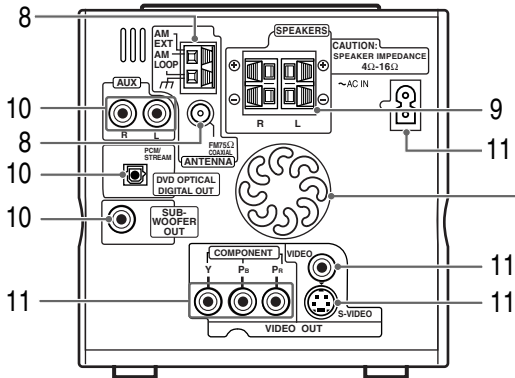 8
AM
EXT
AM
LOOP
SPEAKERS
CAUTION:
SPEAKER IMPEDANCE
4Ω-16Ω
~AC IN
AUX
10
R L
R L
9
8
FM75Ω
COAXIAL
ANTENNA
11
PCM/
STREAM
10
DVD OPTICAL
DIGITAL OUT
10
SUB-
WOOFER
OUT
COMPONENT
VIDEO
Y PB PR
11
11
11
S-VIDEO
VIDEO OUT